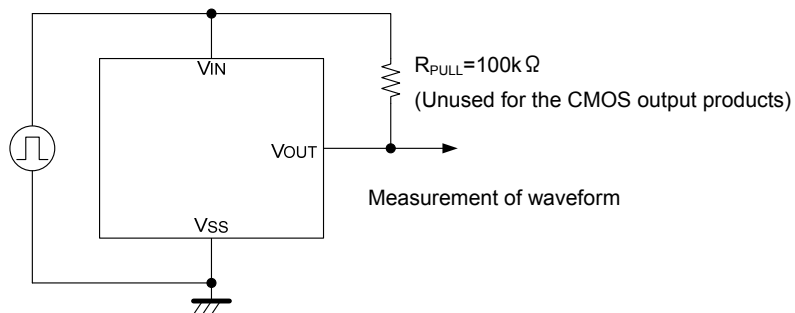 VIN
RPULL=100kΩ
(Unused for the CMOS output products)
VOUT
Measurement of waveform
VSS